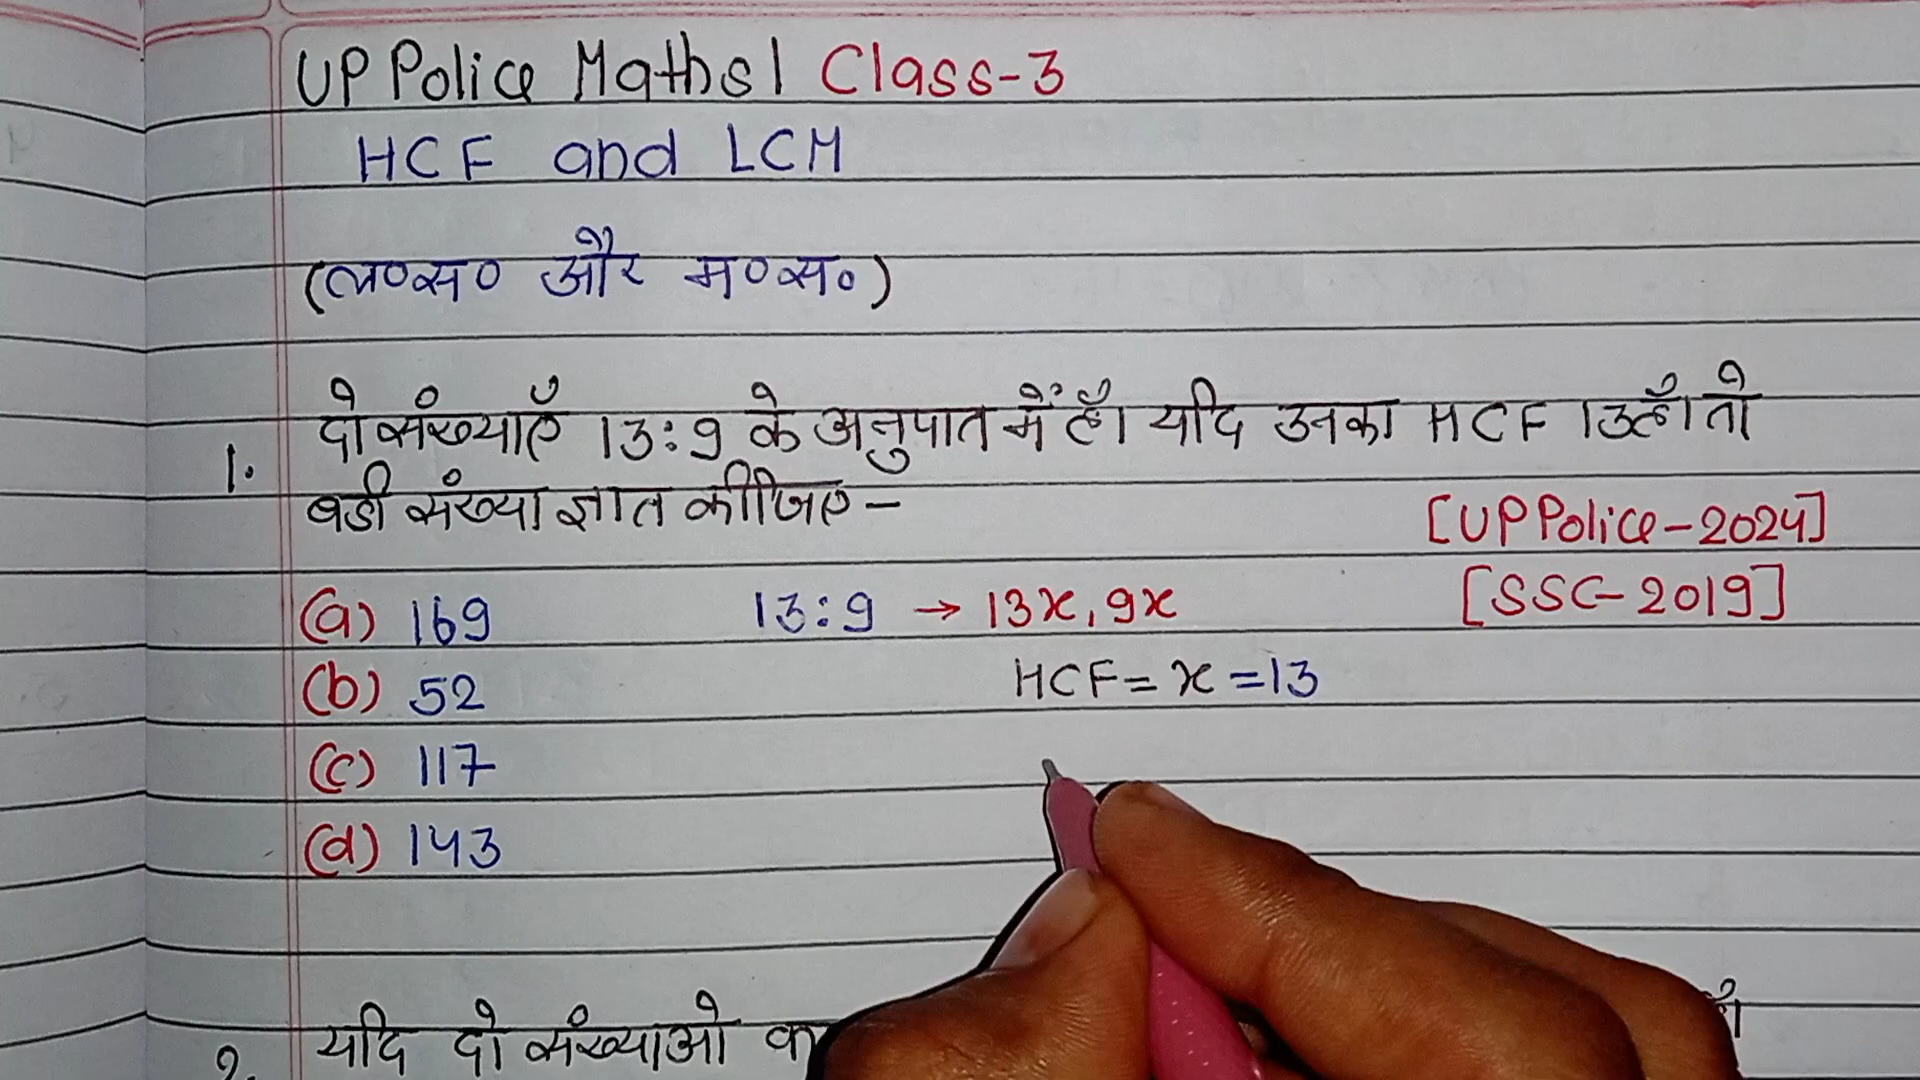 UP Police Maths। Class-3
HCF and LCM
(ल०स० और म०स०)
1. दो संख्याएँ 13:9 के अनुपात में हैं। यदि उनका HCF 13 हैं। तो
बडी संख्या ज्ञात कीजिए -
[UP Police-2024]
(a) 169 13:9 → 13x, 9x [SSC-2019]
(b) 52 HCF = x = 13
(c) 117
(d) 143
2. यदि दो संख्याओ